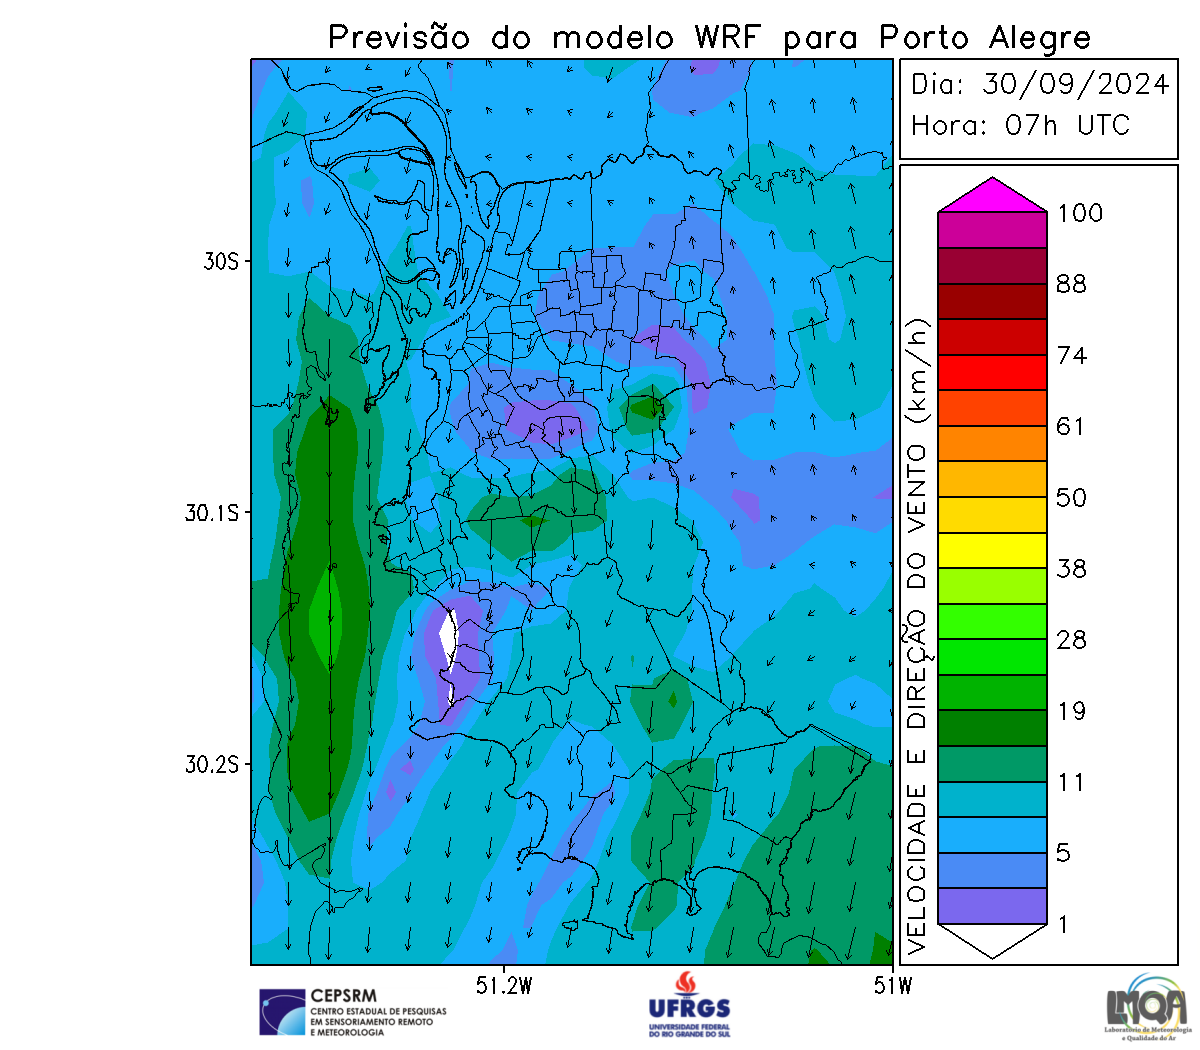 Previsão do modelo WRF para Porto Alegre
Dia: 30/09/2024
Hora: 07h UTC
30S
30.1S
30.2S
51.2W
51W
VELOCIDADE E DIREÇÃO DO VENTO (km/h)
100
88
74
61
50
38
28
19
11
5
1
CEPSRM
CENTRO ESTADUAL DE PESQUISAS
EM SENSORIAMENTO REMOTO
E METEOROLOGIA
UFRGS
UNIVERSIDADE FEDERAL
DO RIO GRANDE DO SUL
LMQA
Laboratório de Meteorologia
e Qualidade do Ar